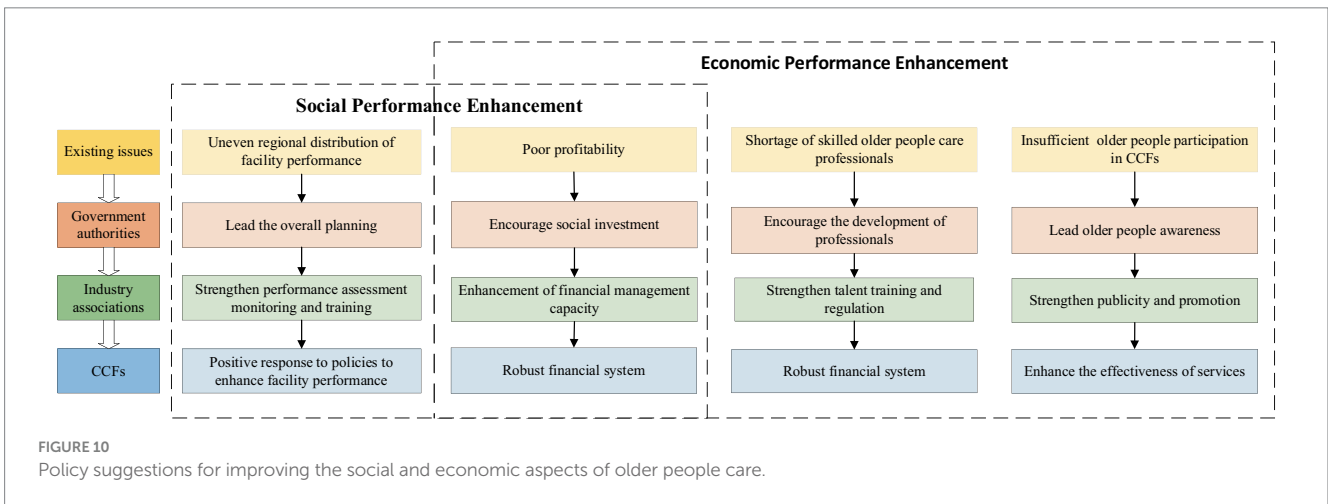 Economic Performance Enhancement
Social Performance Enhancement
Existing issues
Uneven regional distribution of
facility performance
Poor profitability
Shortage of skilled older people care
professionals
Insufficient older people participation
in CCFs
Government
authorities
Lead the overall planning
Encourage social investment
Encourage the development of
professionals
Lead older people awareness
Industry
associations
Strengthen performance assessment
monitoring and training
Enhancement of financial management
capacity
Strengthen talent training and
regulation
Strengthen publicity and promotion
CCFs
Positive response to policies to
enhance facility performance
Robust financial system
Robust financial system
Enhance the effectiveness of services
FIGURE 10
Policy suggestions for improving the social and economic aspects of older people care.